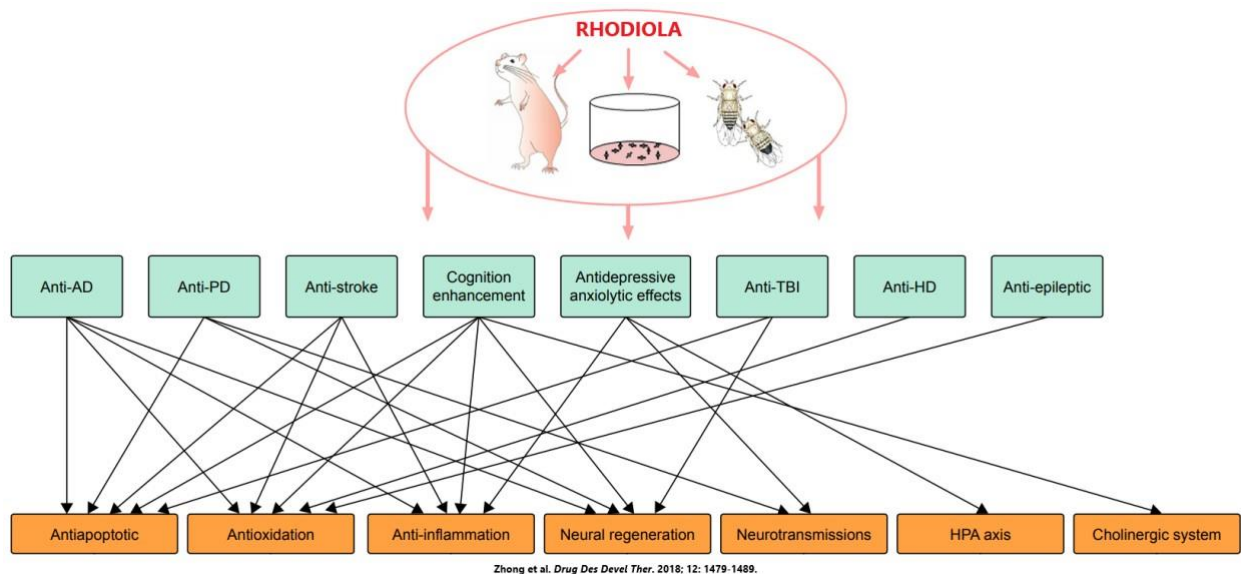 RHODIOLA
Anti-AD
Anti-PD
Anti-stroke
Cognition
enhancement
Antidepressive
anxiolytic effects
Anti-TBI
Anti-HD
Anti-epileptic
Antiapoptotic
Antioxidation
Anti-inflammation
Neural regeneration
Neurotransmissions
HPA axis
Cholinergic system
Zhong et al. Drug Des Devel Ther. 2018; 12: 1479-1489.